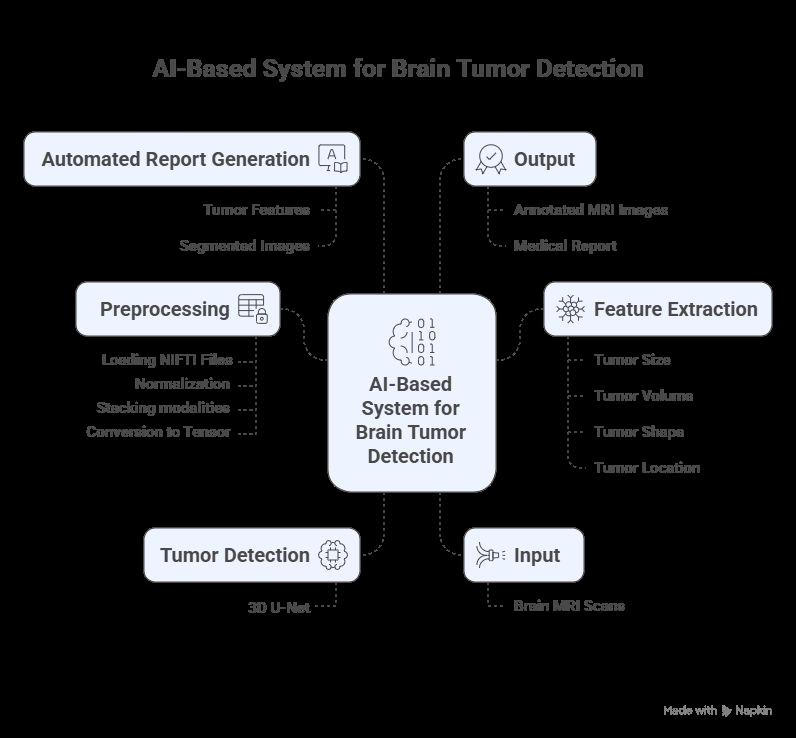 AI-Based System for Brain Tumor Detection
Automated Report Generation
A
Tumor Features
Segmented Images
Output
Annotated MRI Images
Medical Report
Preprocessing
Loading NIFTI Files
Normalization
Stacking modalities
Conversion to Tensor
01
10
01
01
AI-Based
System for
Brain Tumor
Detection
Feature Extraction
Tumor Size
Tumor Volume
Tumor Shape
Tumor Location
Tumor Detection
3D U-Net
Input
Brain MRI Scans
Made with Napkin